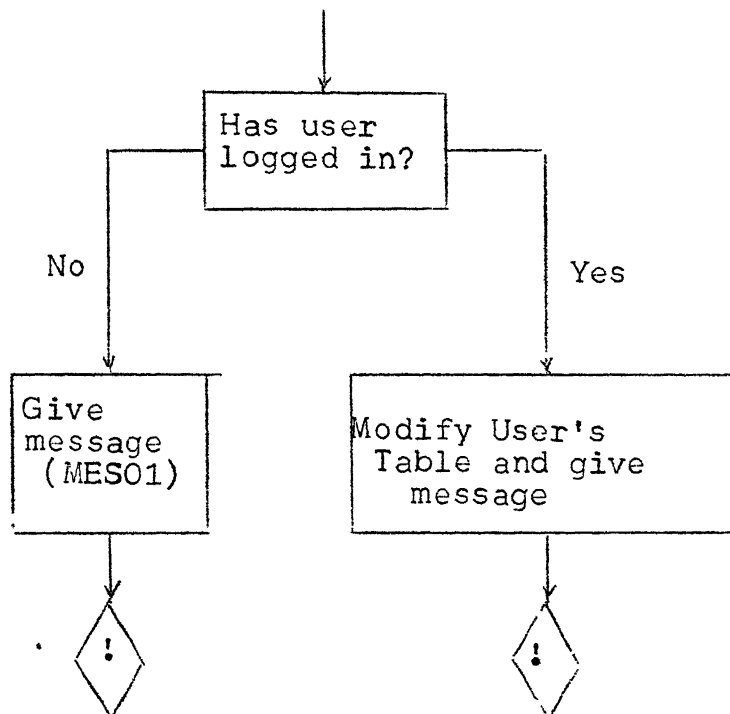 Has user
logged in?
No
Yes
Give
message
(MES01)
Modify User's
Table and give
message
!
!